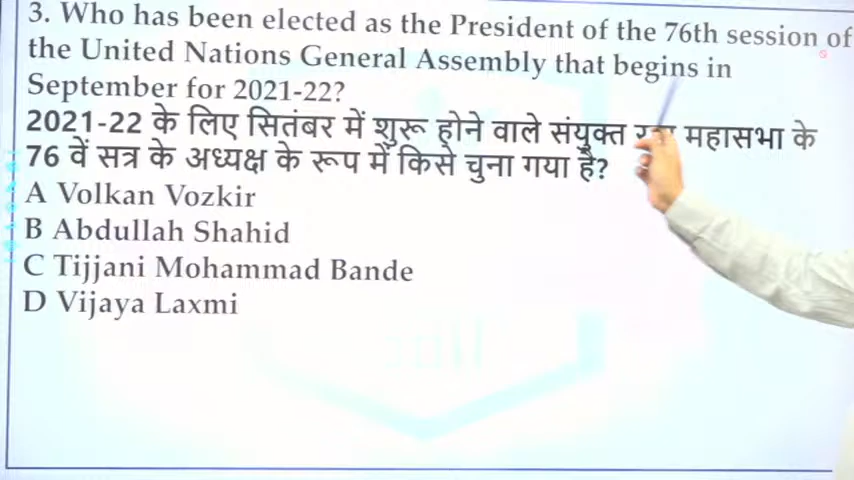 3. Who has been elected as the President of the 76th session of
the United Nations General Assembly that begins in
September for 2021-22?
2021-22 के लिए सितंबर में शुरू होने वाले संयुक्त महासभा के
76 वें सत्र के अध्यक्ष के रूप में किसे चुना गया है?
A Volkan Vozkir
B Abdullah Shahid
C Tijjani Mohammad Bande
D Vijaya Laxmi